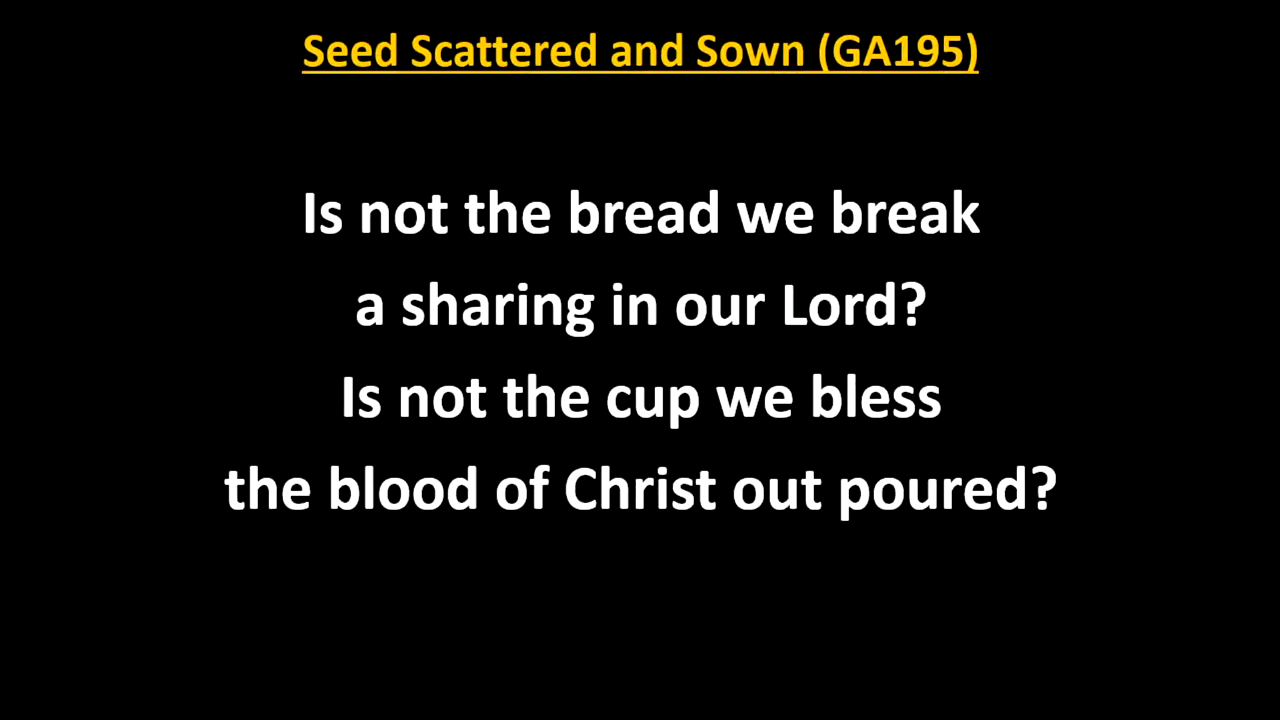 Seed Scattered and Sown (GA195)
Is not the bread we break
a sharing in our Lord?
Is not the cup we bless
the blood of Christ out poured?